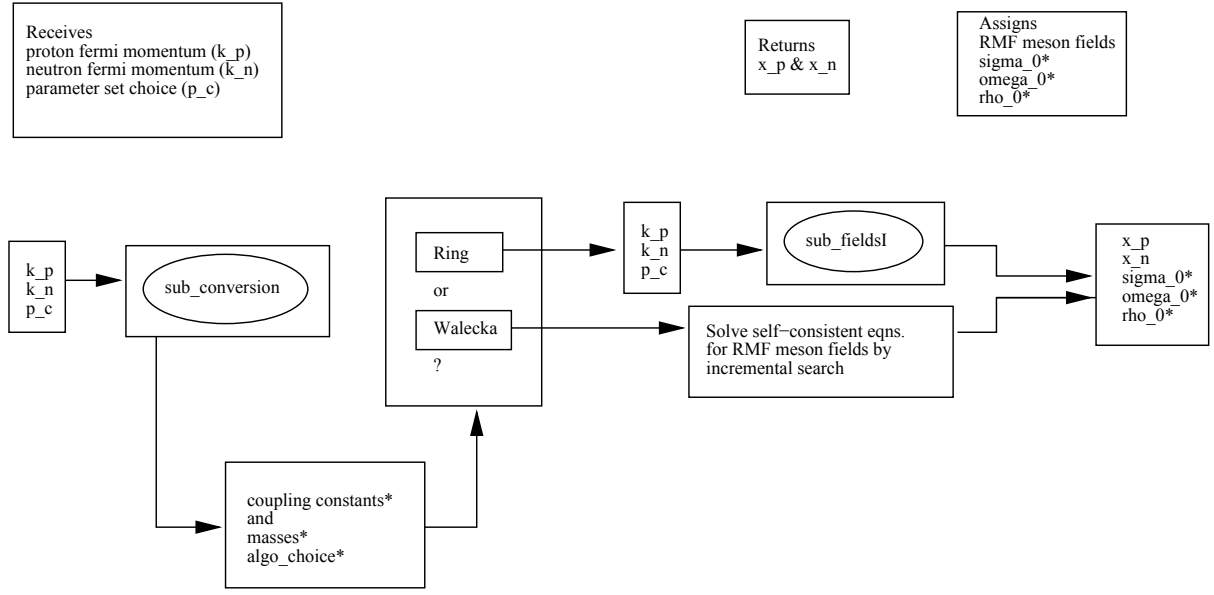 Receives
proton fermi momentum (k_p)
neutron fermi momentum (k_n)
parameter set choice (p_c)
Returns
x_p & x_n
Assigns
RMF meson fields
sigma_0*
omega_0*
rho_0*
k_p
k_n
p_c
sub_conversion
coupling constants*
and
masses*
algo_choice*
Ring
or
Walecka
?
k_p
k_n
p_c
sub_fieldsI
Solve self−consistent eqns.
for RMF meson fields by
incremental search
x_p
x_n
sigma_0*
omega_0*
rho_0*